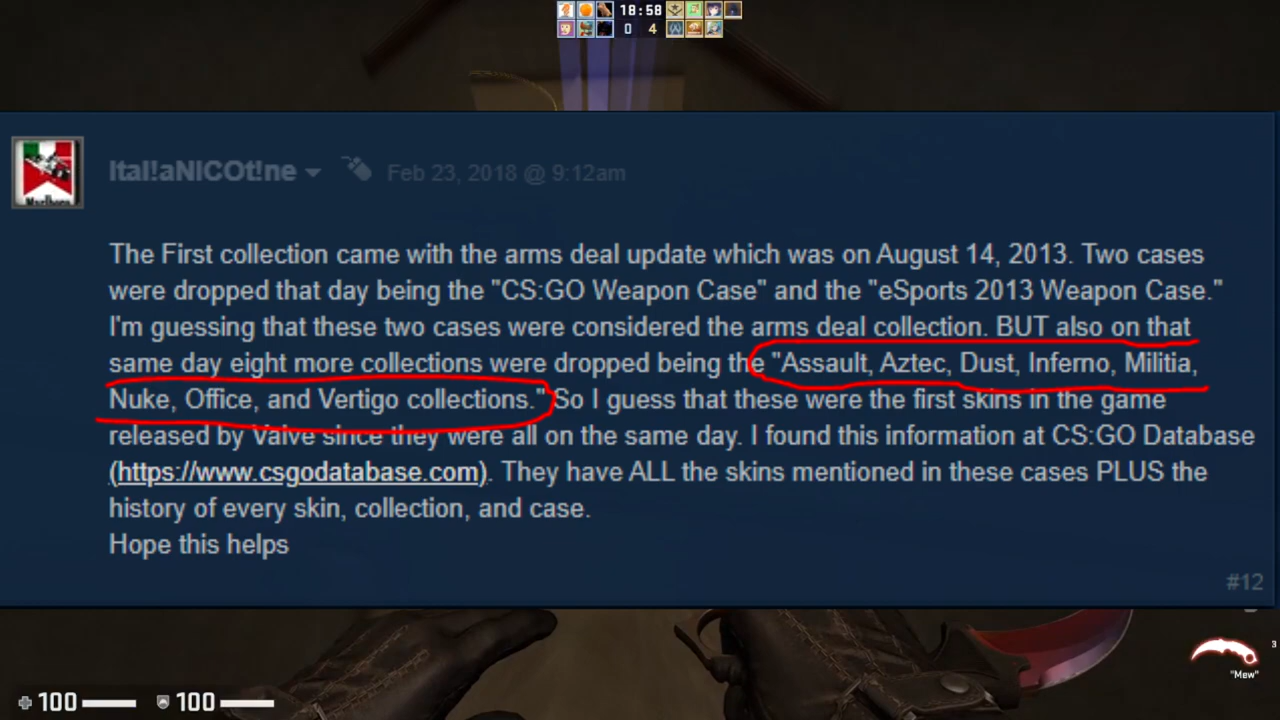 18:58
0 4
Ital!aNICOt!ne Feb 23, 2018 @ 9:12am
The First collection came with the arms deal update which was on August 14, 2013. Two cases
were dropped that day being the "CS:GO Weapon Case" and the "eSports 2013 Weapon Case."
I'm guessing that these two cases were considered the arms deal collection. BUT also on that
same day eight more collections were dropped being the "Assault, Aztec, Dust, Inferno, Militia,
Nuke, Office, and Vertigo collections." So I guess that these were the first skins in the game
released by Valve since they were all on the same day. I found this information at CS:GO Database
(https://www.csgodatabase.com). They have ALL the skins mentioned in these cases PLUS the
history of every skin, collection, and case.
Hope this helps
#12
3
"Mew"
100 100